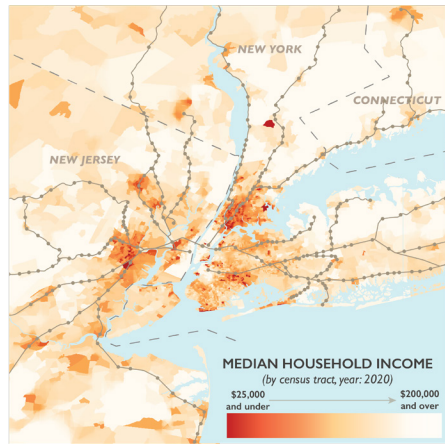 NEW YORK
CONNECTICUT
NEW JERSEY
MEDIAN HOUSEHOLD INCOME
(by census tract, year: 2020)
$25,000 $200,000
and under and over